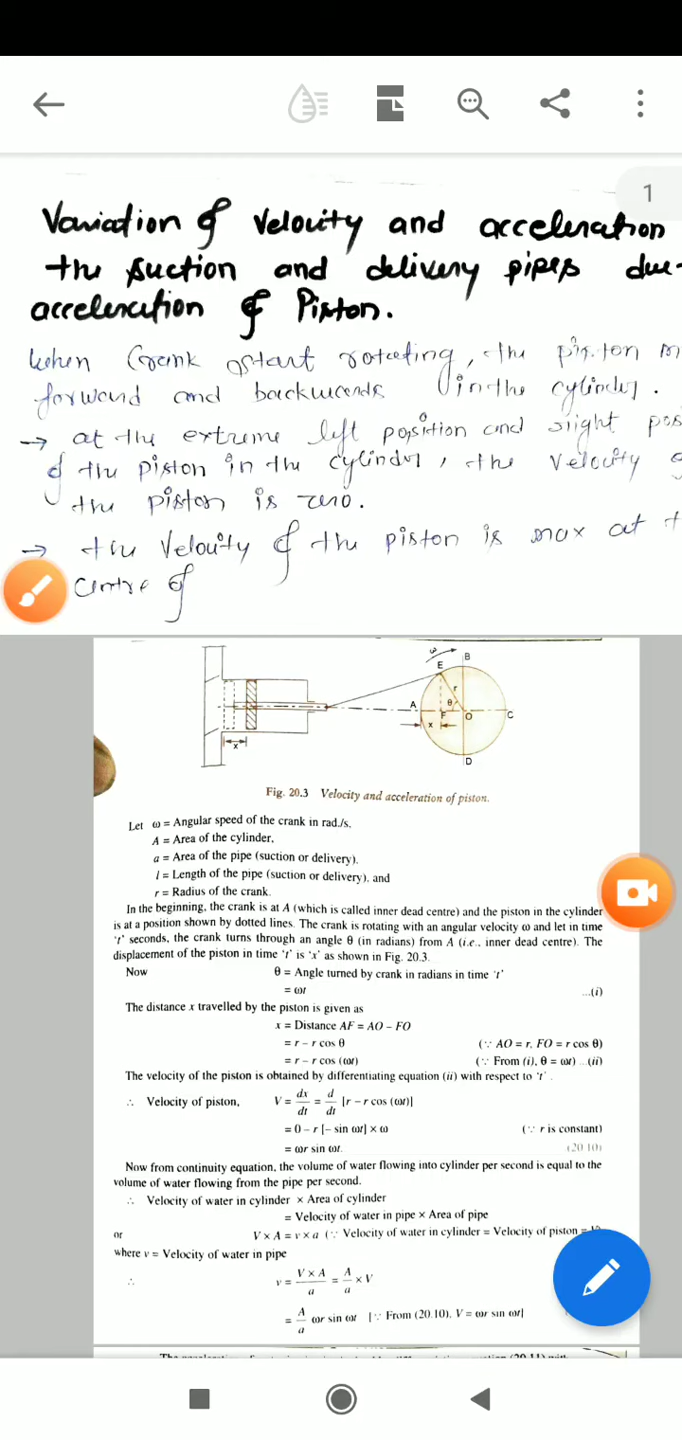 1
Variation of velocity and acceleration
the suction and delivery pipes due
acceleration of Piston.
When Crank start rotating, the piston m
forward and backwards in the cylinder.
→ at the extreme left position and right pos
of the piston in the cylinder, the velocity
the piston is zero.
→ the velocity of the piston is max at t
Centre of
ω
B
E
r
θ
A
F
O
C
x
x
D
Fig. 20.3 Velocity and acceleration of piston.
Let ω = Angular speed of the crank in rad./s,
A = Area of the cylinder,
a = Area of the pipe (suction or delivery),
l = Length of the pipe (suction or delivery), and
r = Radius of the crank.
In the beginning, the crank is at A (which is called inner dead centre) and the piston in the cylinder
is at a position shown by dotted lines. The crank is rotating with an angular velocity ω and let in time
't' seconds, the crank turns through an angle θ (in radians) from A (i.e., inner dead centre). The
displacement of the piston in time 't' is 'x' as shown in Fig. 20.3.
Now θ = Angle turned by crank in radians in time 't'
= ωt ...(i)
The distance x travelled by the piston is given as
x = Distance AF = AO – FO
= r – r cos θ (∵ AO = r, FO = r cos θ)
= r – r cos (ωt) (∵ From (i), θ = ωt) ...(ii)
The velocity of the piston is obtained by differentiating equation (ii) with respect to 't'.
∴ Velocity of piston, V = dx/dt = d/dt [r – r cos (ωt)]
= 0 – r [– sin ωt] × ω (∵ r is constant)
= ωr sin ωt. (20.10)
Now from continuity equation, the volume of water flowing into cylinder per second is equal to the
volume of water flowing from the pipe per second.
∴ Velocity of water in cylinder × Area of cylinder
= Velocity of water in pipe × Area of pipe
or V × A = v × a (∵ Velocity of water in cylinder = Velocity of piston =
where v = Velocity of water in pipe
∴ v = V × A/a = A/a × V
= A/a ωr sin ωt [∵ From (20.10), V = ωr sin ωt]